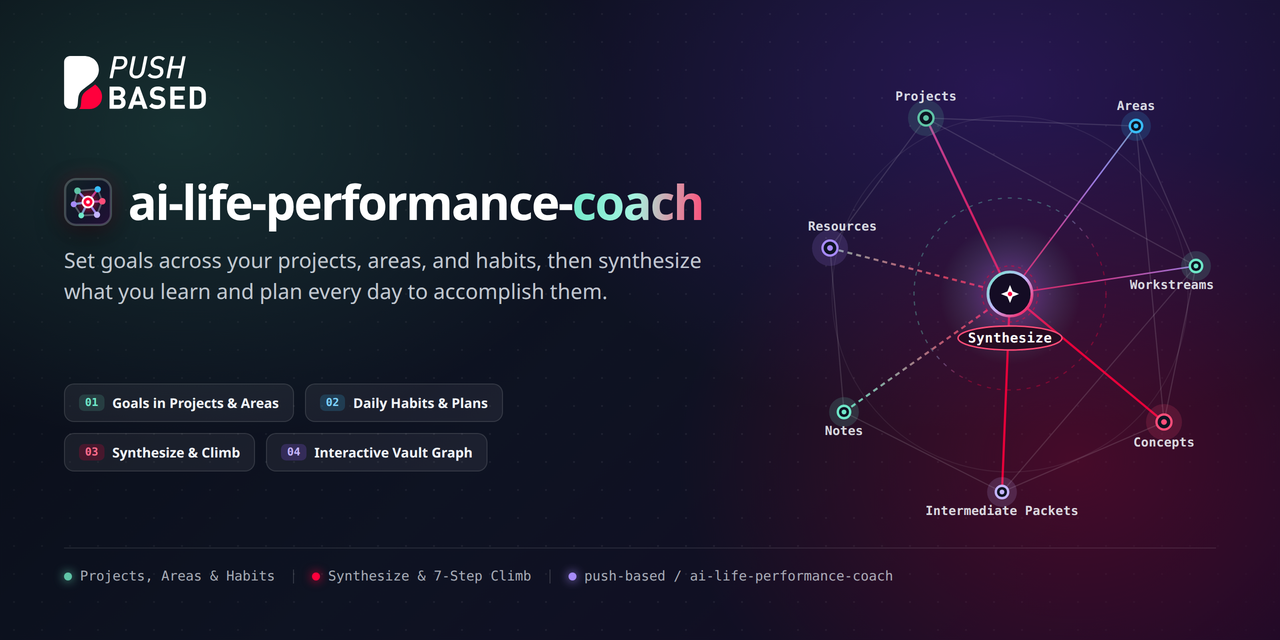 PUSH
BASED
ai-life-performance-coach
Set goals across your projects, areas, and habits, then synthesize
what you learn and plan every day to accomplish them.
01 Goals in Projects & Areas
02 Daily Habits & Plans
03 Synthesize & Climb
04 Interactive Vault Graph
Projects
Areas
Resources
Workstreams
Synthesize
Notes
Concepts
Intermediate Packets
Projects, Areas & Habits
Synthesize & 7-Step Climb
push-based / ai-life-performance-coach